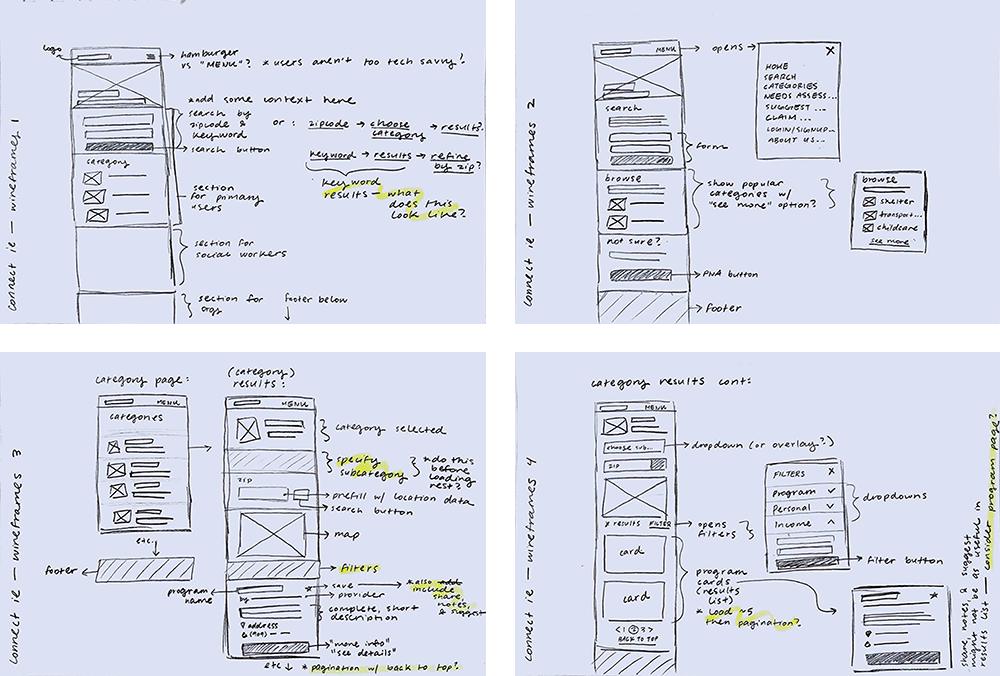 connect ie — wireframes 1
logo
hamburger
vs "MENU"? * users aren't too tech savvy?
*add some context here
search by
zipcode &
keyword
or : zipcode → choose category → results?
search button
keyword → results → refine by zip?
keyword
results — what
does this
look like?
category
section
for primary
users
section for
social workers
section for
orgs
footer below
connect ie — wireframes 2
MENU
opens
X
HOME
SEARCH
CATEGORIES
NEEDS ASSESS...
SUGGEST ...
CLAIM ...
LOGIN/SIGNUP...
ABOUT US...
search
form
browse
show popular
categories w/
"see more" option?
browse
shelter
transport...
childcare
see more
not sure?
PNA button
footer
connect ie — wireframes 3
category page:
MENU
categories
etc.
footer
(category)
results:
MENU
category selected
specify
subcategory
*do this
before
loading
rest?
zip
prefill w/ location data
search button
map
filters
program
name
save
by
provider
*also add
include
share,
notes,
& suggest
complete, short
description
address
"more info"
"see details"
etc ↓ * pagination w/ back to top?
connect ie — wireframes 4
category results cont:
MENU
choose sub...
dropdown (or overlay?)
ZIP
X results FILTER
opens
filters
FILTERS X
program
Personal
Income
dropdowns
Filter button
card
card
program
cards
(results
list)
* load ~5
then pagination?
<1 2 3>
BACK TO TOP
share, notes, & suggest
might not be as useful in
results list — consider program page?